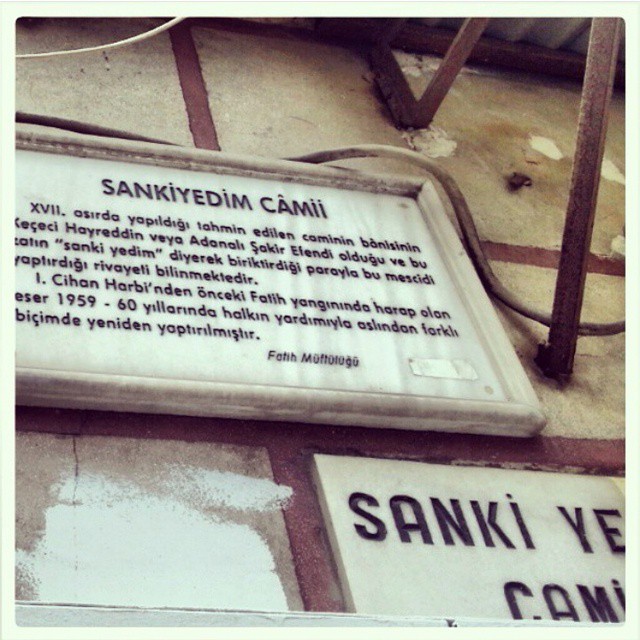 SANKİYEDİM CÂMİİ
XVII. asırda yapıldığı tahmin edilen caminin bânisinin
Keçeci Hayreddin veya Adanalı Şakir Efendi olduğu ve bu
zatın "sanki yedim" diyerek biriktirdiği parayla bu mescidi
yaptırdığı rivayeti bilinmektedir.
I. Cihan Harbi'nden önceki Fatih yangınında harap olan
eser 1959 - 60 yıllarında halkın yardımıyla aslından farklı
biçimde yeniden yaptırılmıştır.
Fatih Müftülüğü
SANKİ YE
CAMİ